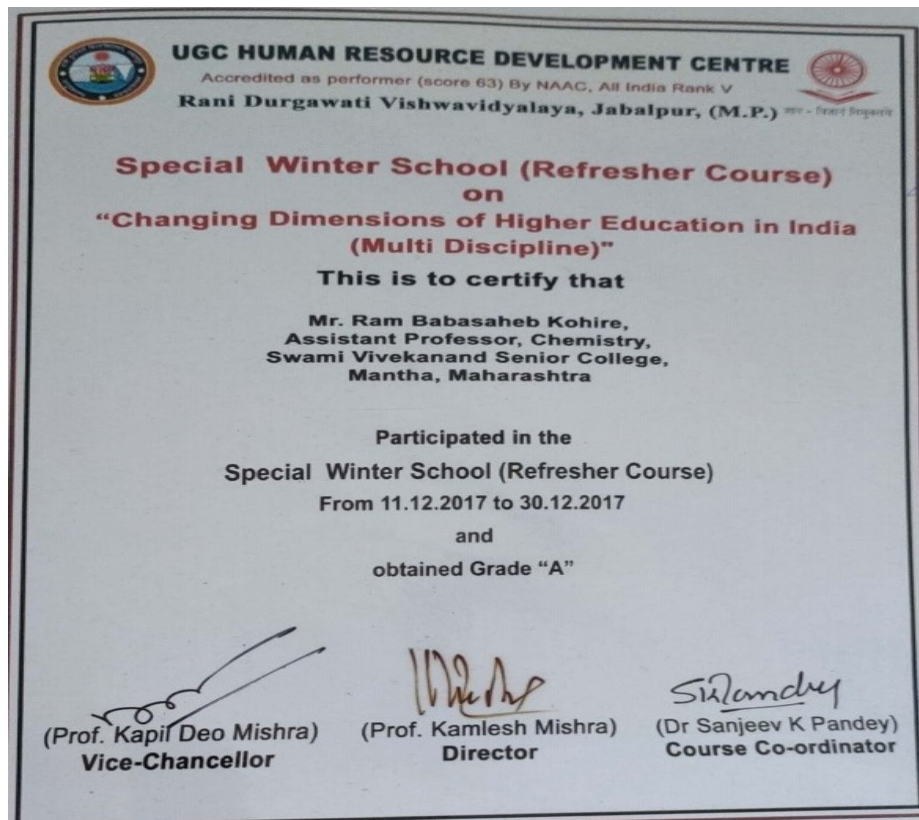 UGC HUMAN RESOURCE DEVELOPMENT CENTRE
Accredited as performer (score 63) By NAAC, All India Rank V
Rani Durgawati Vishwavidyalaya, Jabalpur, (M.P.)
Special Winter School (Refresher Course)
on
“Changing Dimensions of Higher Education in India
(Multi Discipline)"
This is to certify that
Mr. Ram Babasaheb Kohire,
Assistant Professor, Chemistry,
Swami Vivekanand Senior College,
Mantha, Maharashtra
Participated in the
Special Winter School (Refresher Course)
From 11.12.2017 to 30.12.2017
and
obtained Grade “A”
(Prof. Kapil Deo Mishra) (Prof. Kamlesh Mishra) (Dr Sanjeev K Pandey)
Vice-Chancellor Director Course Co-ordinator